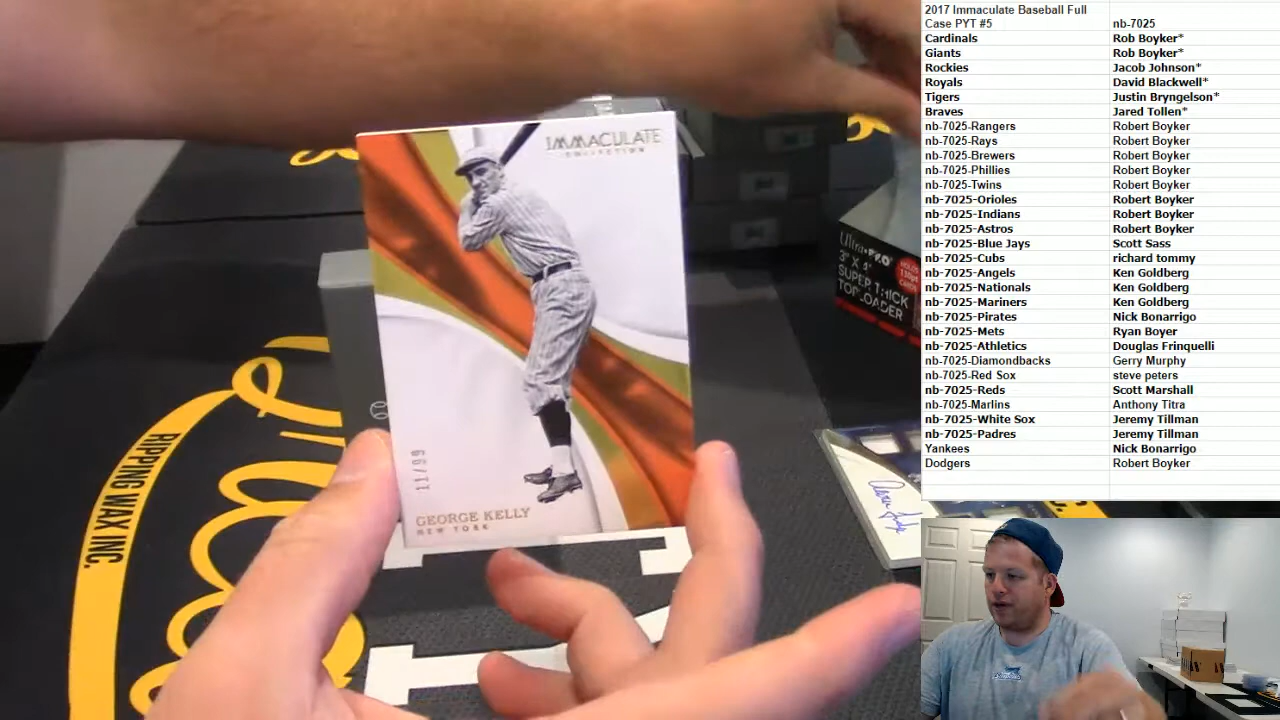 2017 Immaculate Baseball Full
Case PYT #5 nb-7025
Cardinals Rob Boyker*
Giants Rob Boyker*
Rockies Jacob Johnson*
Royals David Blackwell*
Tigers Justin Bryngelson*
Braves Jared Tollen*
nb-7025-Rangers Robert Boyker
nb-7025-Rays Robert Boyker
nb-7025-Brewers Robert Boyker
nb-7025-Phillies Robert Boyker
nb-7025-Twins Robert Boyker
nb-7025-Orioles Robert Boyker
nb-7025-Indians Robert Boyker
nb-7025-Astros Robert Boyker
nb-7025-Blue Jays Scott Sass
nb-7025-Cubs richard tommy
nb-7025-Angels Ken Goldberg
nb-7025-Nationals Ken Goldberg
nb-7025-Mariners Ken Goldberg
nb-7025-Pirates Nick Bonarrigo
nb-7025-Mets Ryan Boyer
nb-7025-Athletics Douglas Frinquelli
nb-7025-Diamondbacks Gerry Murphy
nb-7025-Red Sox steve peters
nb-7025-Reds Scott Marshall
nb-7025-Marlins Anthony Titra
nb-7025-White Sox Jeremy Tillman
nb-7025-Padres Jeremy Tillman
Yankees Nick Bonarrigo
Dodgers Robert Boyker
IMMACULATE
COLLECTION
11/99
GEORGE KELLY
NEW YORK
Ultra·PRO
3" X 4"
SUPER THICK
TOPLOADER
HOLDS
130pt
CARDS
RIPPING WAX INC.